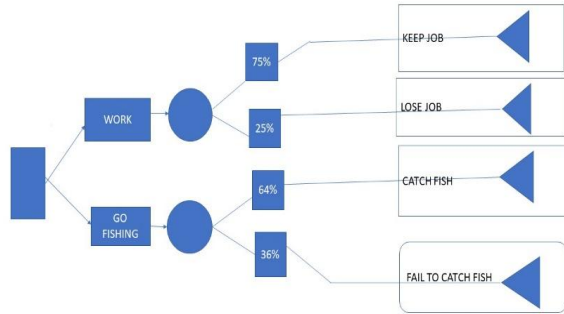 KEEP JOB
75%
LOSE JOB
WORK
25%
CATCH FISH
64%
GO
FISHING
36%
FAIL TO CATCH FISH